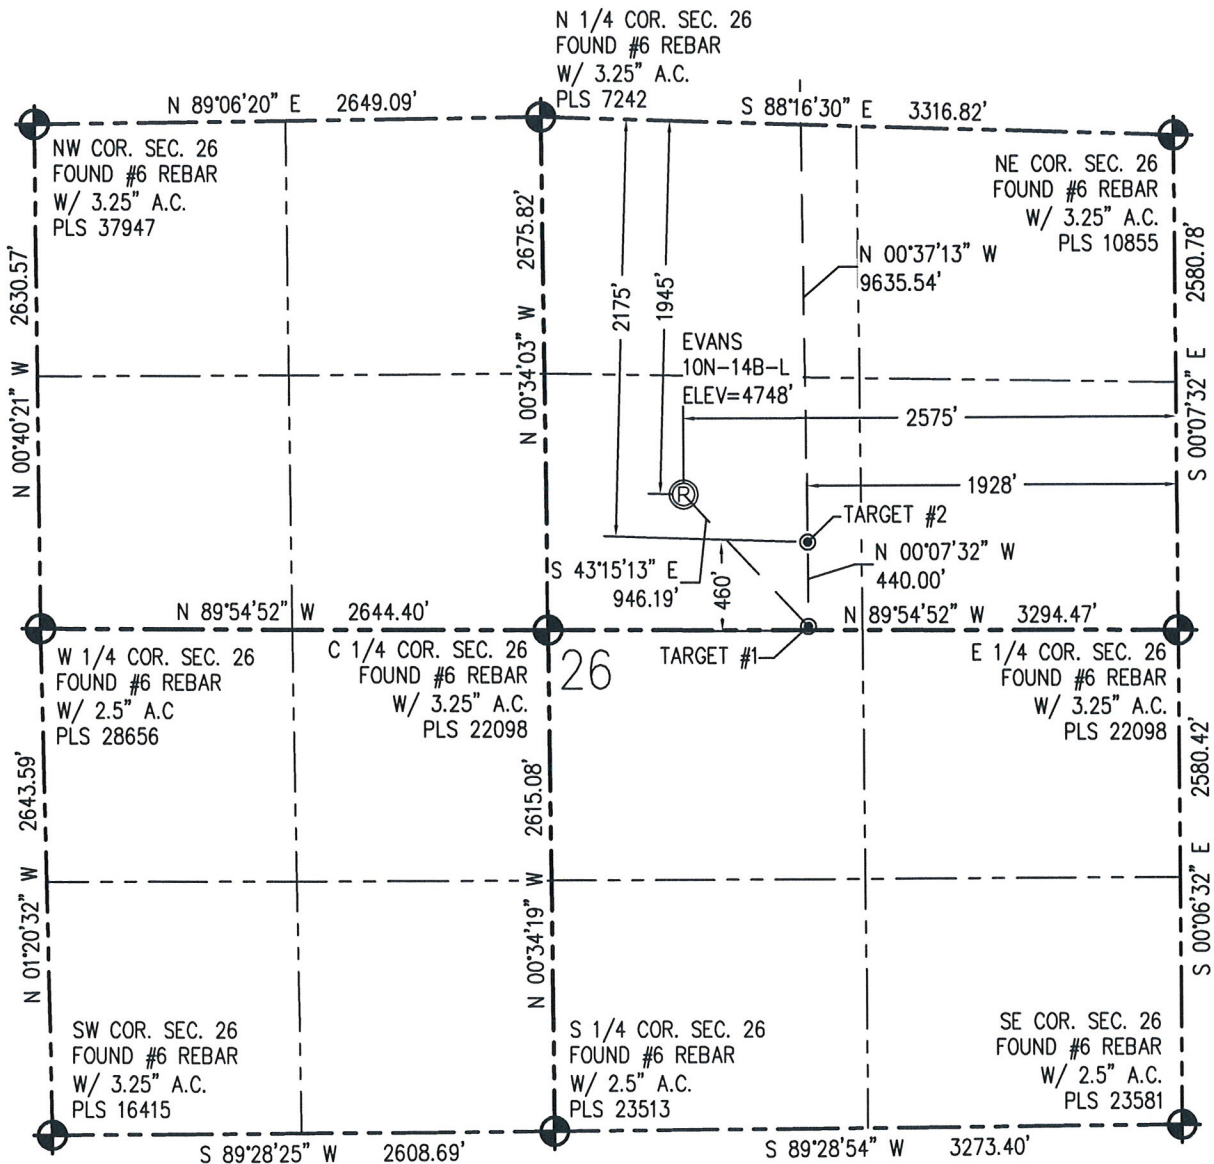 N 1/4 COR. SEC. 26
FOUND #6 REBAR
W/ 3.25" A.C.
PLS 7242
N 89°06'20" E 2649.09'
S 88°16'30" E 3316.82'
NW COR. SEC. 26
FOUND #6 REBAR
W/ 3.25" A.C.
PLS 37947
NE COR. SEC. 26
FOUND #6 REBAR
W/ 3.25" A.C.
PLS 10855
N 00°40'21" W 2630.57'
N 00°34'03" W 2675.82'
2175'
1945'
N 00°37'13" W
9635.54'
S 00°07'32" E 2580.78'
EVANS
10N-14B-L
ELEV=4748'
2575'
1928'
R
TARGET #2
N 00°07'32" W
440.00'
S 43°15'13" E
946.19'
460'
N 89°54'52" W 2644.40'
N 89°54'52" W 3294.47'
TARGET #1
W 1/4 COR. SEC. 26
FOUND #6 REBAR
W/ 2.5" A.C
PLS 28656
C 1/4 COR. SEC. 26
FOUND #6 REBAR
W/ 3.25" A.C.
PLS 22098
26
E 1/4 COR. SEC. 26
FOUND #6 REBAR
W/ 3.25" A.C.
PLS 22098
N 01°20'32" W 2643.59'
N 00°34'19" W 2615.08'
S 00°06'32" E 2580.42'
SW COR. SEC. 26
FOUND #6 REBAR
W/ 3.25" A.C.
PLS 16415
S 1/4 COR. SEC. 26
FOUND #6 REBAR
W/ 2.5" A.C.
PLS 23513
SE COR. SEC. 26
FOUND #6 REBAR
W/ 2.5" A.C.
PLS 23581
S 89°28'25" W 2608.69'
S 89°28'54" W 3273.40'